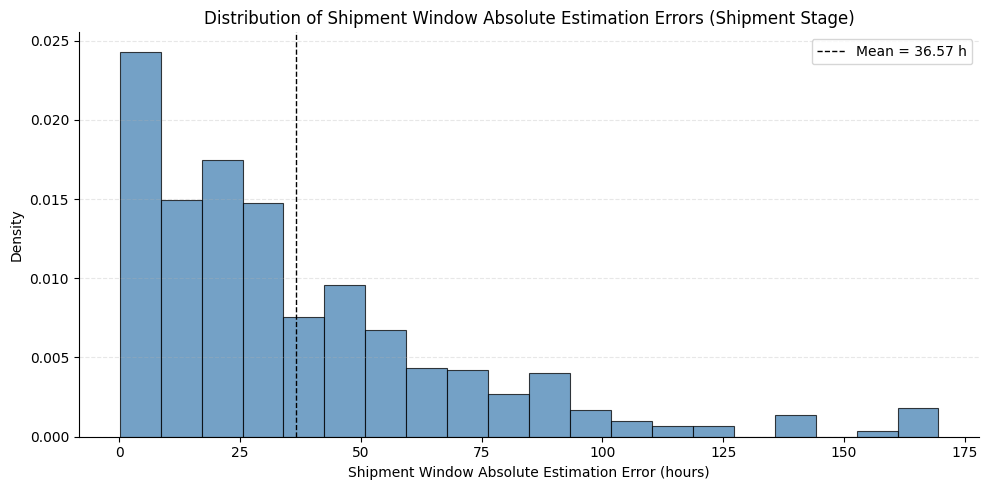 Distribution of Shipment Window Absolute Estimation Errors (Shipment Stage)
Mean = 36.57 h
Density
0.025
0.020
0.015
0.010
0.005
0.000
0 25 50 75 100 125 150 175
Shipment Window Absolute Estimation Error (hours)